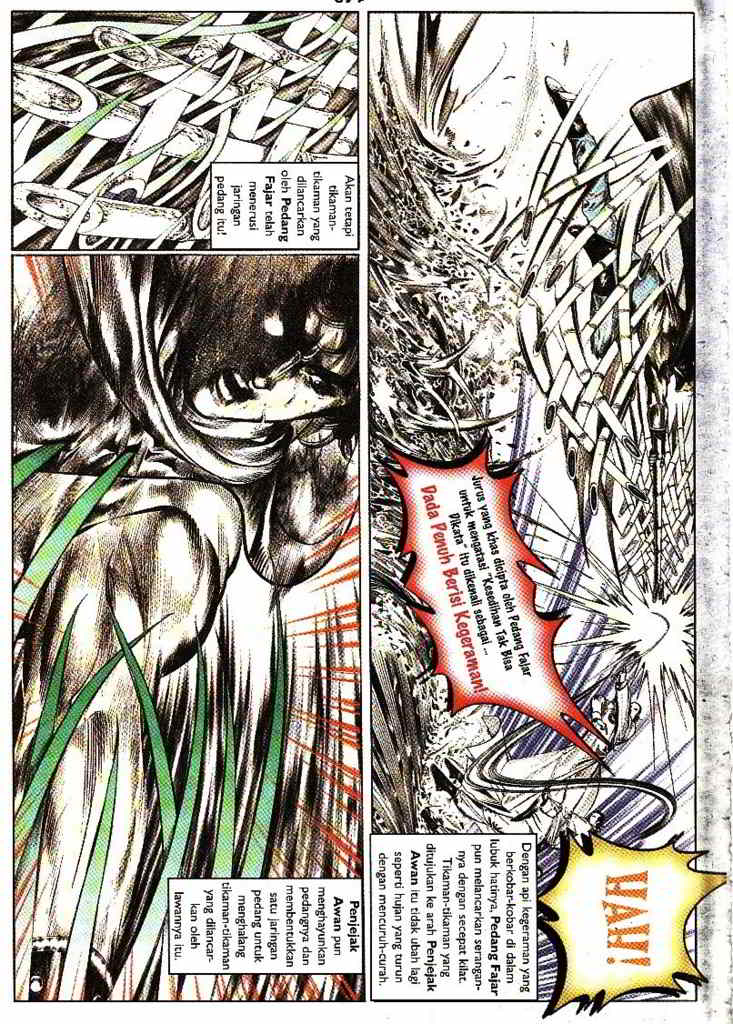 WAH!
Dengan api kegeraman yang
berkobar-kobar di dalam
lubuk hatinya, Pedang Fajar
pun melancarkan serangan-
nya dengan secepat kilat.
Tikaman-tikaman yang
ditujukan ke arah Penjejak
Awan itu tidak ubah lagi
seperti hujan yang turun
dengan mencuruh-curah.
Jurus yang khas dicipta oleh Pedang Fajar
untuk mengatasi "Kesedihan Tak Bisa
Dikata" itu dikenali sebagai ...
Dada Penuh Berisi Kegeraman!
Penjejak
Awan pun
menghayunkan
pedangnya dan
membentukkan
satu jaringan
pedang untuk
menghalang
tikaman-tikaman
yang dilancar-
kan oleh
lawannya itu.
Akan tetapi
tikaman-
tikaman yang
dilancarkan
oleh Pedang
Fajar telah
menerusi
jaringan
pedang itu!